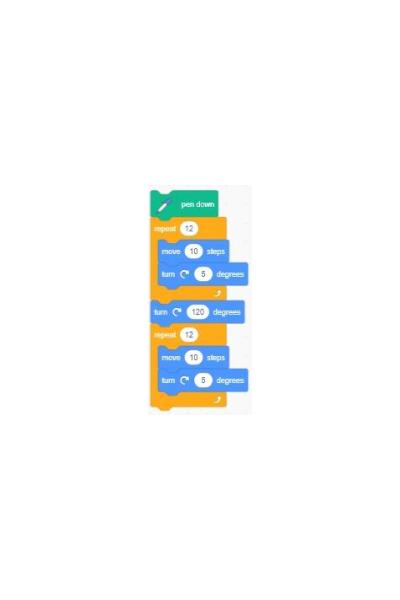 pen down
repeat 12
move 10 steps
turn 5 degrees
turn 120 degrees
repeat 12
move 10 steps
turn 5 degrees